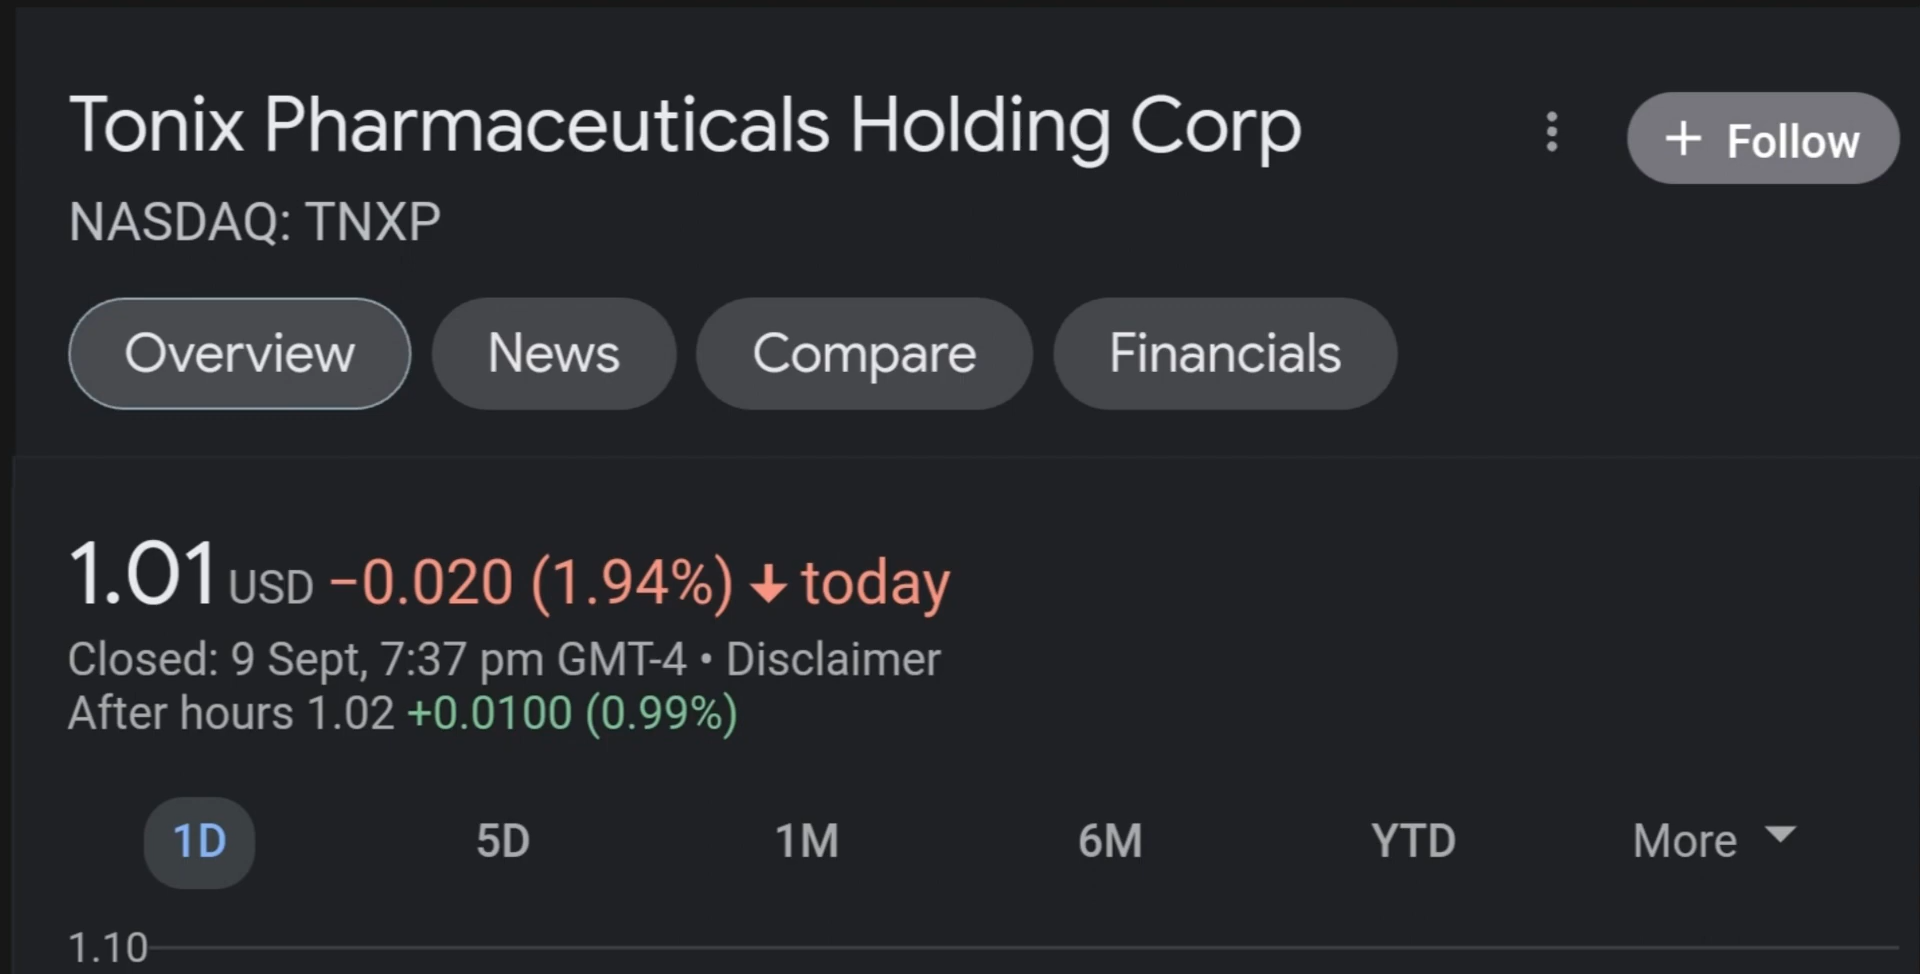 Tonix Pharmaceuticals Holding Corp
+ Follow
NASDAQ: TNXP
Overview News Compare Financials
1.01 USD −0.020 (1.94%) ↓ today
Closed: 9 Sept, 7:37 pm GMT-4 • Disclaimer
After hours 1.02 +0.0100 (0.99%)
1D 5D 1M 6M YTD More
1.10